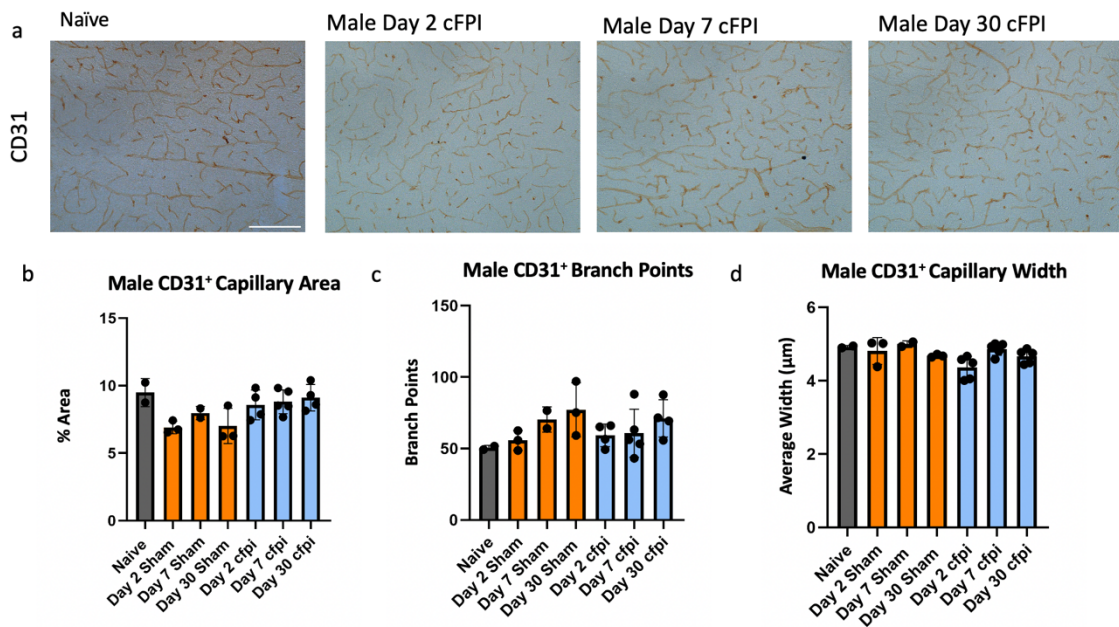 a
Naïve
Male Day 2 cFPI
Male Day 7 cFPI
Male Day 30 cFPI
CD31
b
Male CD31⁺ Capillary Area
% Area
15
10
5
0
Naive
Day 2 Sham
Day 7 Sham
Day 30 Sham
Day 2 cfpi
Day 7 cfpi
Day 30 cfpi
c
Male CD31⁺ Branch Points
Branch Points
150
100
50
0
Naive
Day 2 Sham
Day 7 Sham
Day 30 Sham
Day 2 cfpi
Day 7 cfpi
Day 30 cfpi
d
Male CD31⁺ Capillary Width
Average Width (μm)
6
4
2
0
Naive
Day 2 Sham
Day 7 Sham
Day 30 Sham
Day 2 cfpi
Day 7 cfpi
Day 30 cfpi